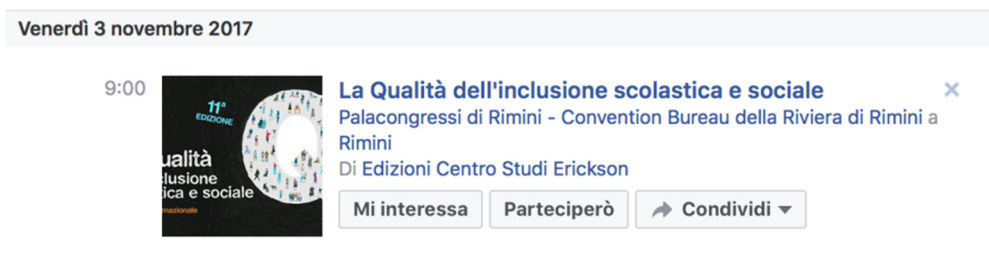 Venerdì 3 novembre 2017
9:00
11ª
EDIZIONE
ualità
clusione
ica e sociale
rnazionale
La Qualità dell'inclusione scolastica e sociale
Palacongressi di Rimini - Convention Bureau della Riviera di Rimini a
Rimini
Di Edizioni Centro Studi Erickson
Mi interessa
Parteciperò
Condividi